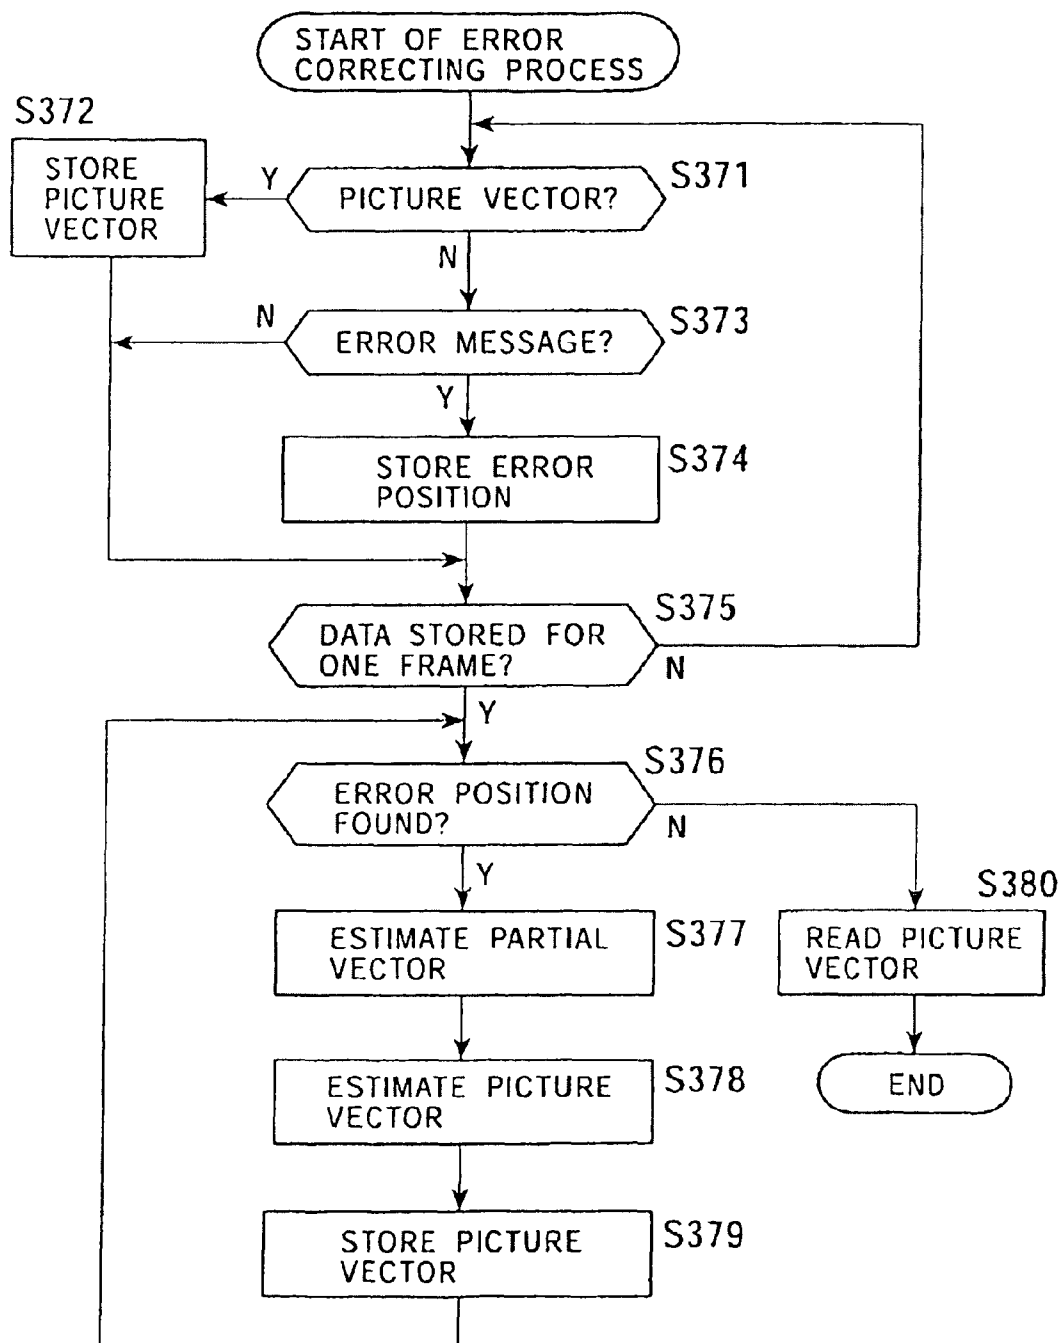 START OF ERROR
CORRECTING PROCESS
S372
STORE
PICTURE
VECTOR
Y
PICTURE VECTOR?
S371
N
N
ERROR MESSAGE?
S373
Y
STORE ERROR
POSITION
S374
DATA STORED FOR
ONE FRAME?
S375
N
Y
ERROR POSITION
FOUND?
S376
N
Y
S380
ESTIMATE PARTIAL
VECTOR
S377
READ PICTURE
VECTOR
ESTIMATE PICTURE
VECTOR
S378
END
STORE PICTURE
VECTOR
S379